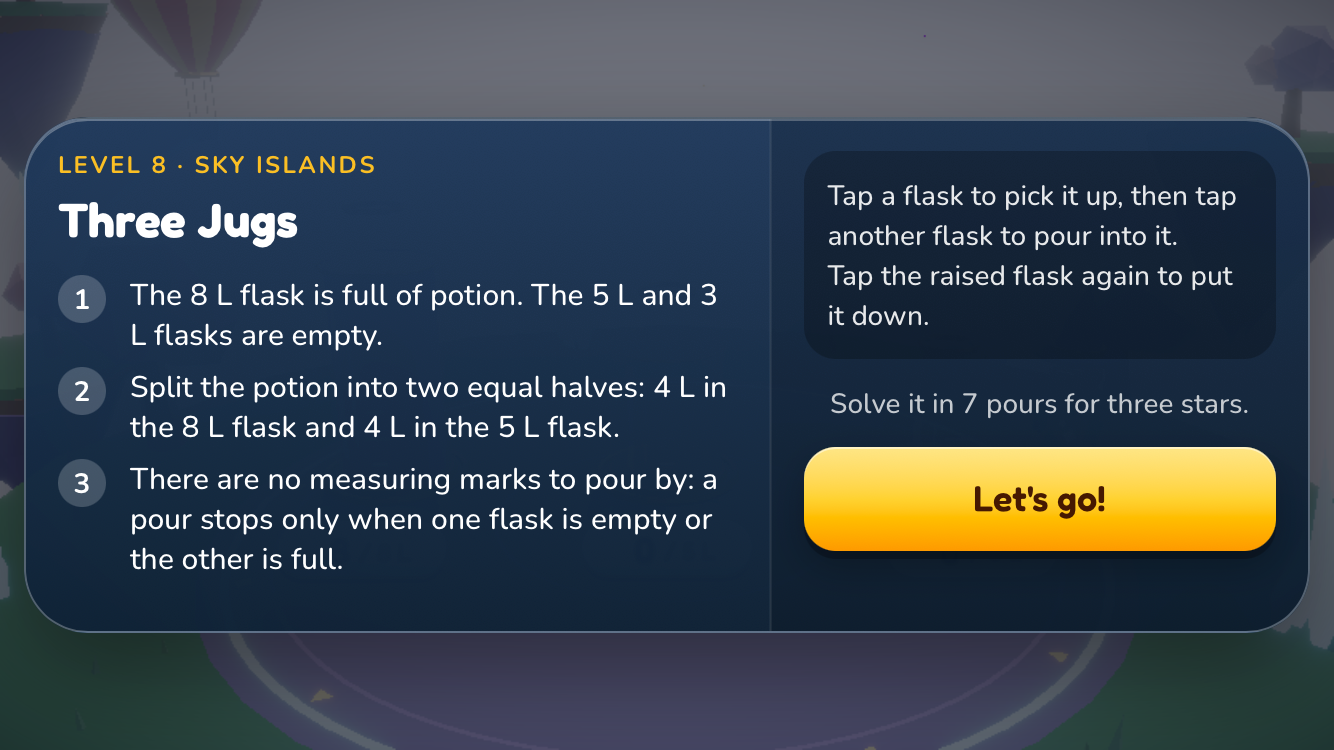 LEVEL 8 · SKY ISLANDS
Three Jugs
1
The 8 L flask is full of potion. The 5 L and 3
L flasks are empty.
2
Split the potion into two equal halves: 4 L in
the 8 L flask and 4 L in the 5 L flask.
3
There are no measuring marks to pour by: a
pour stops only when one flask is empty or
the other is full.
Tap a flask to pick it up, then tap
another flask to pour into it.
Tap the raised flask again to put
it down.
Solve it in 7 pours for three stars.
Let's go!